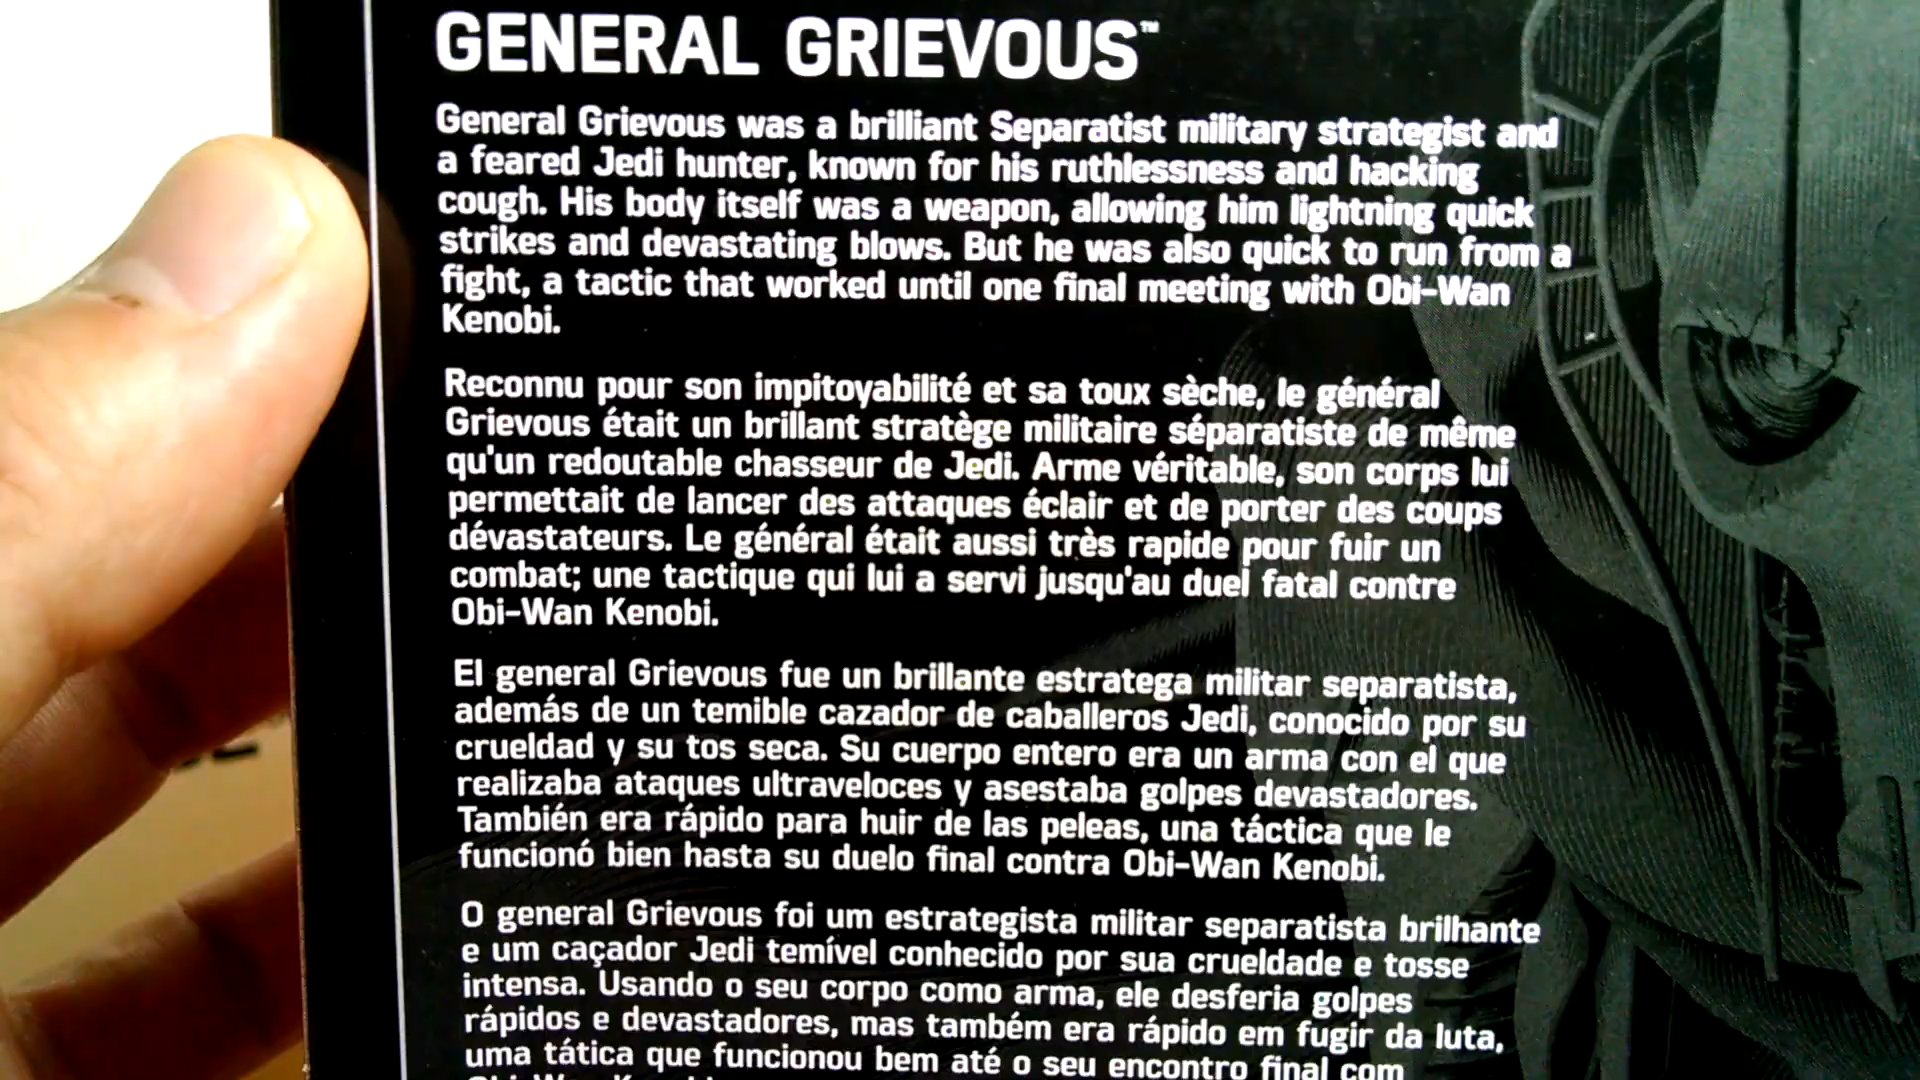 GENERAL GRIEVOUS™
General Grievous was a brilliant Separatist military strategist and
a feared Jedi hunter, known for his ruthlessness and hacking
cough. His body itself was a weapon, allowing him lightning quick
strikes and devastating blows. But he was also quick to run from a
fight, a tactic that worked until one final meeting with Obi-Wan
Kenobi.
Reconnu pour son impitoyabilité et sa toux sèche, le général
Grievous était un brillant stratège militaire séparatiste de même
qu'un redoutable chasseur de Jedi. Arme véritable, son corps lui
permettait de lancer des attaques éclair et de porter des coups
dévastateurs. Le général était aussi très rapide pour fuir un
combat; une tactique qui lui a servi jusqu'au duel fatal contre
Obi-Wan Kenobi.
El general Grievous fue un brillante estratega militar separatista,
además de un temible cazador de caballeros Jedi, conocido por su
crueldad y su tos seca. Su cuerpo entero era un arma con el que
realizaba ataques ultraveloces y asestaba golpes devastadores.
También era rápido para huir de las peleas, una táctica que le
funcionó bien hasta su duelo final contra Obi-Wan Kenobi.
O general Grievous foi um estrategista militar separatista brilhante
e um caçador Jedi temível conhecido por sua crueldade e tosse
intensa. Usando o seu corpo como arma, ele desferia golpes
rápidos e devastadores, mas também era rápido em fugir da luta,
uma tática que funcionou bem até o seu encontro final com